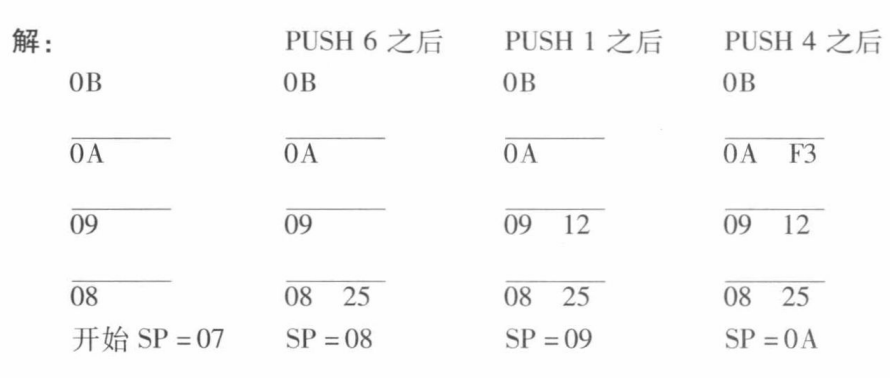 解： PUSH 6 之后 PUSH 1 之后 PUSH 4 之后
0B 0B 0B 0B
0A 0A 0A 0A F3
09 09 09 12 09 12
08 08 25 08 25 08 25
开始 SP = 07 SP = 08 SP = 09 SP = 0A